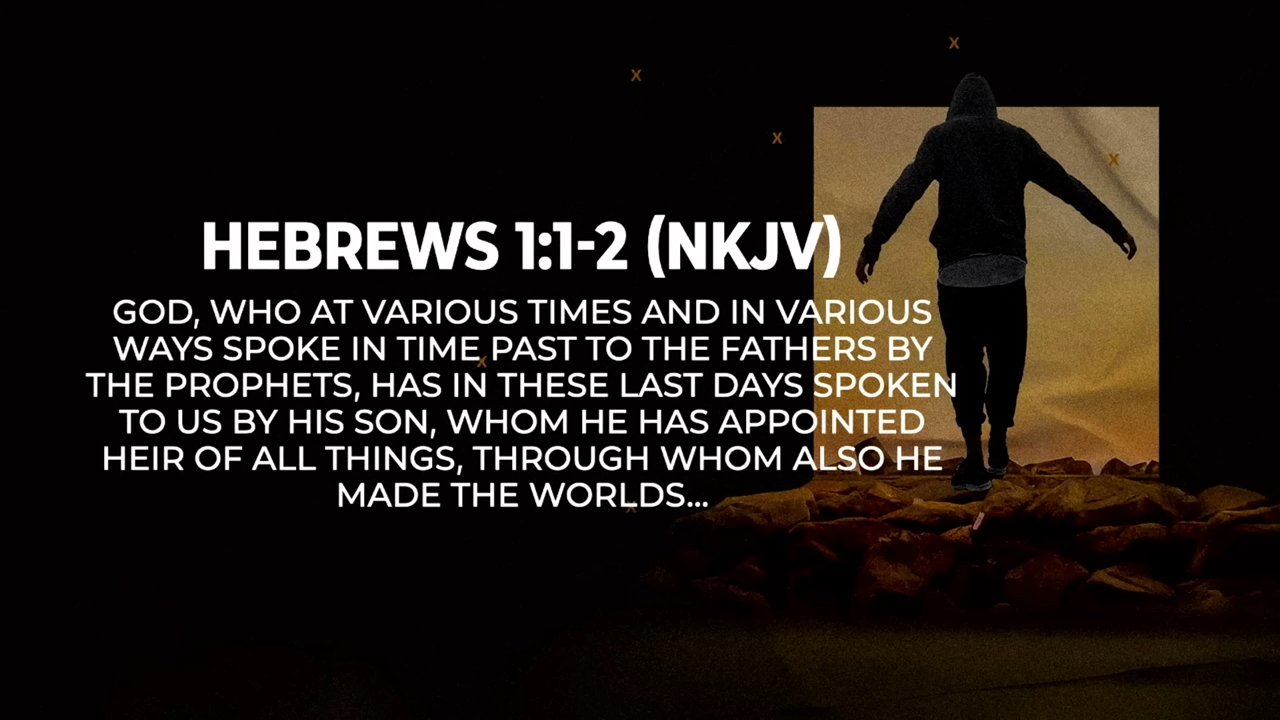 HEBREWS 1:1-2 (NKJV)
GOD, WHO AT VARIOUS TIMES AND IN VARIOUS
WAYS SPOKE IN TIME PAST TO THE FATHERS BY
THE PROPHETS, HAS IN THESE LAST DAYS SPOKEN
TO US BY HIS SON, WHOM HE HAS APPOINTED
HEIR OF ALL THINGS, THROUGH WHOM ALSO HE
MADE THE WORLDS...